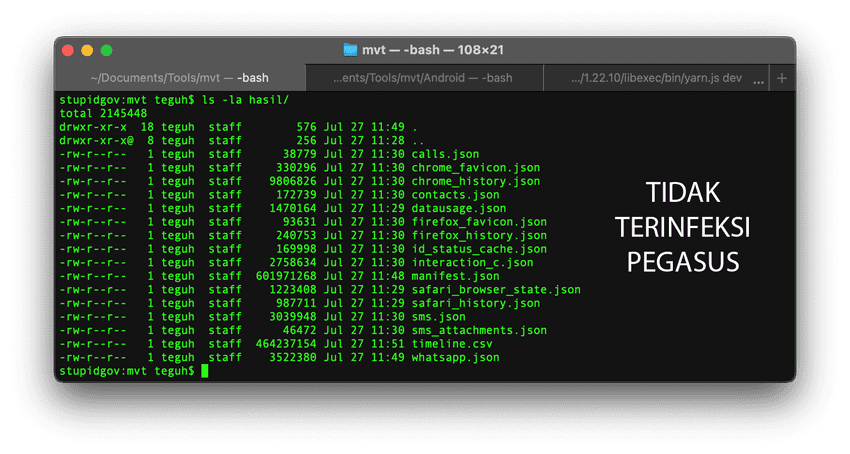 mvt — -bash — 108×21
~/Documents/Tools/mvt — -bash
...ents/Tools/mvt/Android — -bash
.../1.22.10/libexec/bin/yarn.js dev ...
+
stupidgov:mvt teguh$ ls -la hasil/
total 2145448
drwxr-xr-x  18 teguh  staff        576 Jul 27 11:49 .
drwxr-xr-x@  8 teguh  staff        256 Jul 27 11:28 ..
-rw-r--r--   1 teguh  staff      38779 Jul 27 11:30 calls.json
-rw-r--r--   1 teguh  staff     330296 Jul 27 11:30 chrome_favicon.json
-rw-r--r--   1 teguh  staff    9806826 Jul 27 11:30 chrome_history.json
-rw-r--r--   1 teguh  staff     172739 Jul 27 11:30 contacts.json
-rw-r--r--   1 teguh  staff    1470164 Jul 27 11:29 datausage.json
-rw-r--r--   1 teguh  staff      93631 Jul 27 11:30 firefox_favicon.json
-rw-r--r--   1 teguh  staff     240753 Jul 27 11:30 firefox_history.json
-rw-r--r--   1 teguh  staff     169998 Jul 27 11:30 id_status_cache.json
-rw-r--r--   1 teguh  staff    2758634 Jul 27 11:30 interaction_c.json
-rw-r--r--   1 teguh  staff  601971268 Jul 27 11:48 manifest.json
-rw-r--r--   1 teguh  staff    1223408 Jul 27 11:29 safari_browser_state.json
-rw-r--r--   1 teguh  staff     987711 Jul 27 11:29 safari_history.json
-rw-r--r--   1 teguh  staff    3039948 Jul 27 11:30 sms.json
-rw-r--r--   1 teguh  staff      46472 Jul 27 11:30 sms_attachments.json
-rw-r--r--   1 teguh  staff  464237154 Jul 27 11:51 timeline.csv
-rw-r--r--   1 teguh  staff    3522380 Jul 27 11:49 whatsapp.json
stupidgov:mvt teguh$
TIDAK
TERINFEKSI
PEGASUS